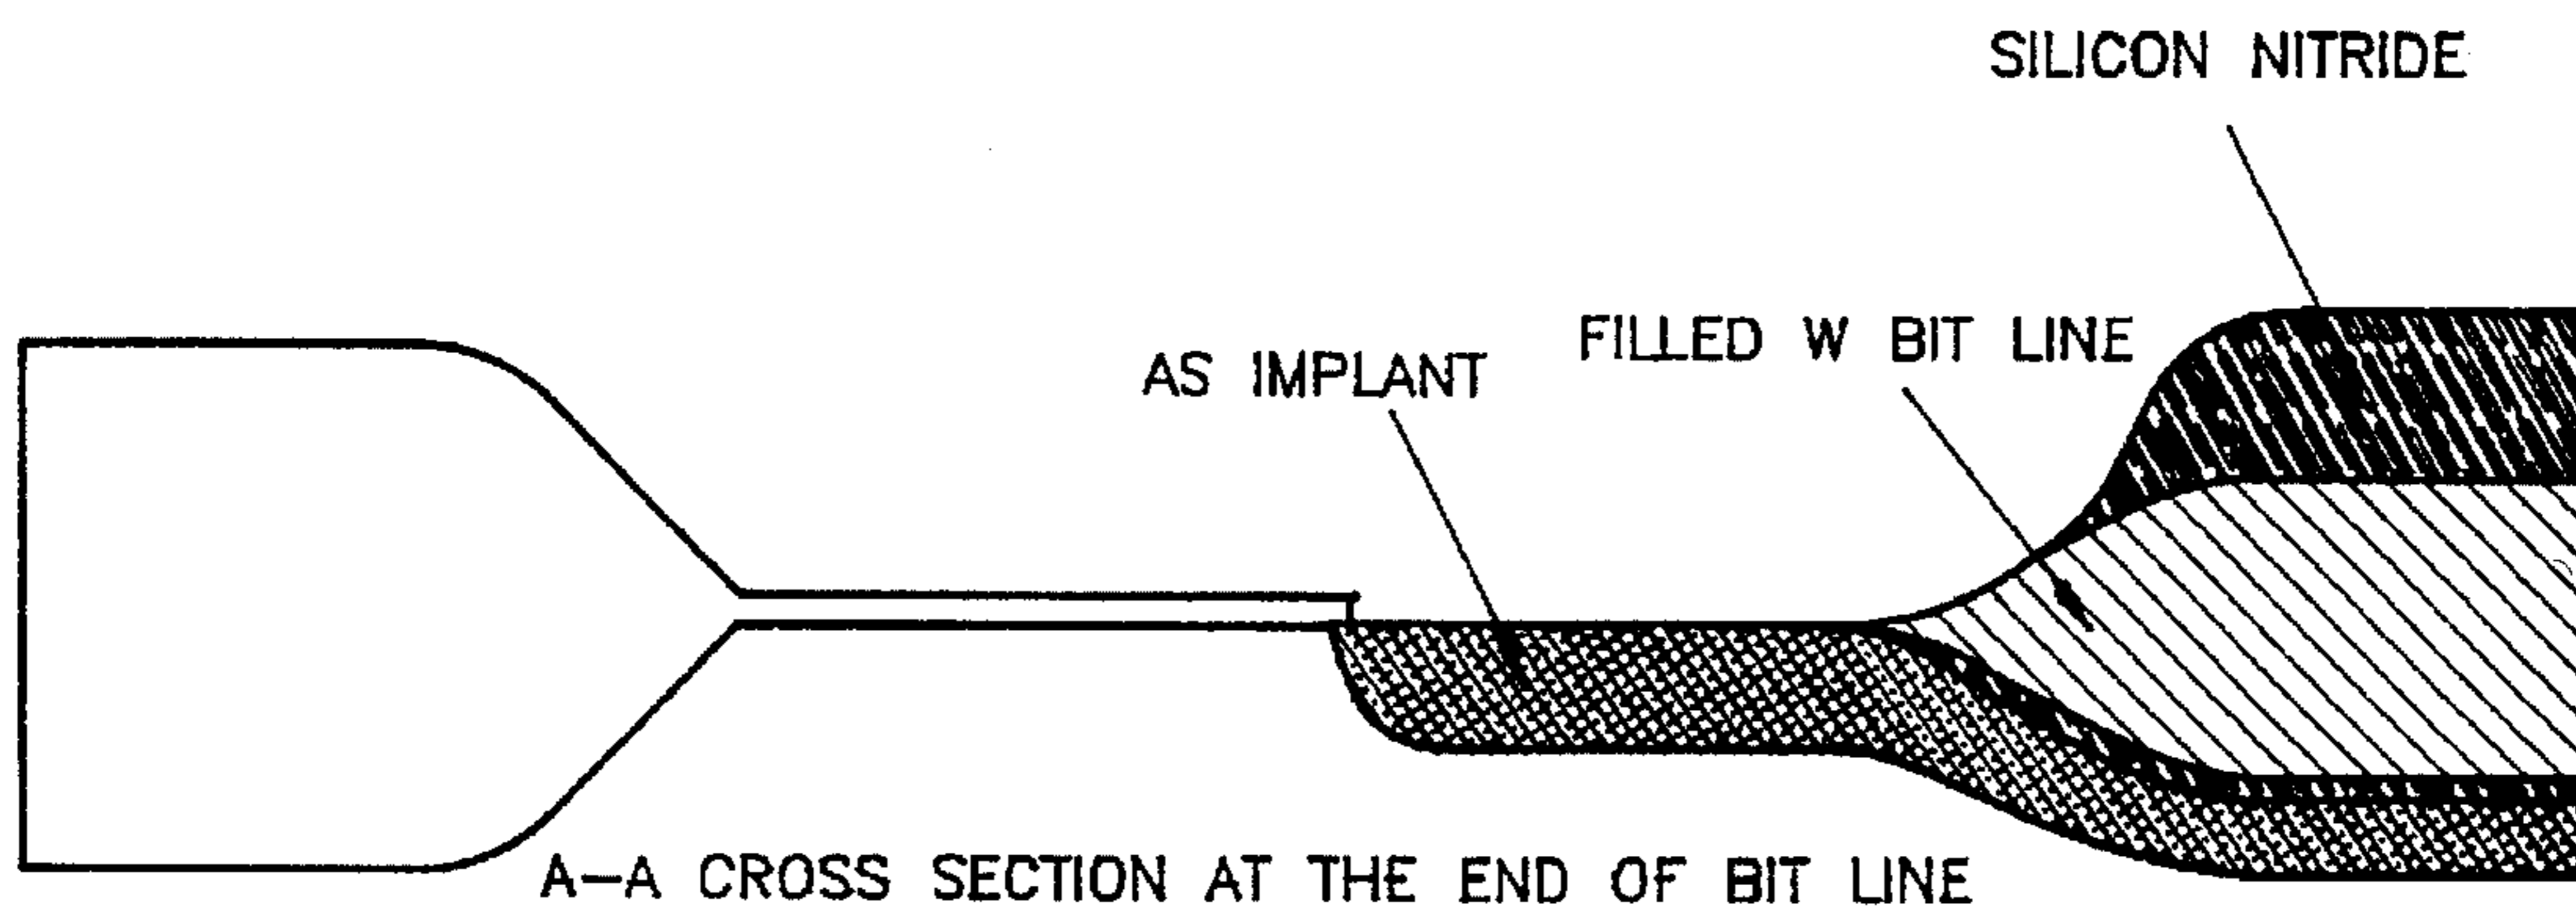 SILICON NITRIDE
FILLED W BIT LINE
AS IMPLANT
A-A CROSS SECTION AT THE END OF BIT LINE